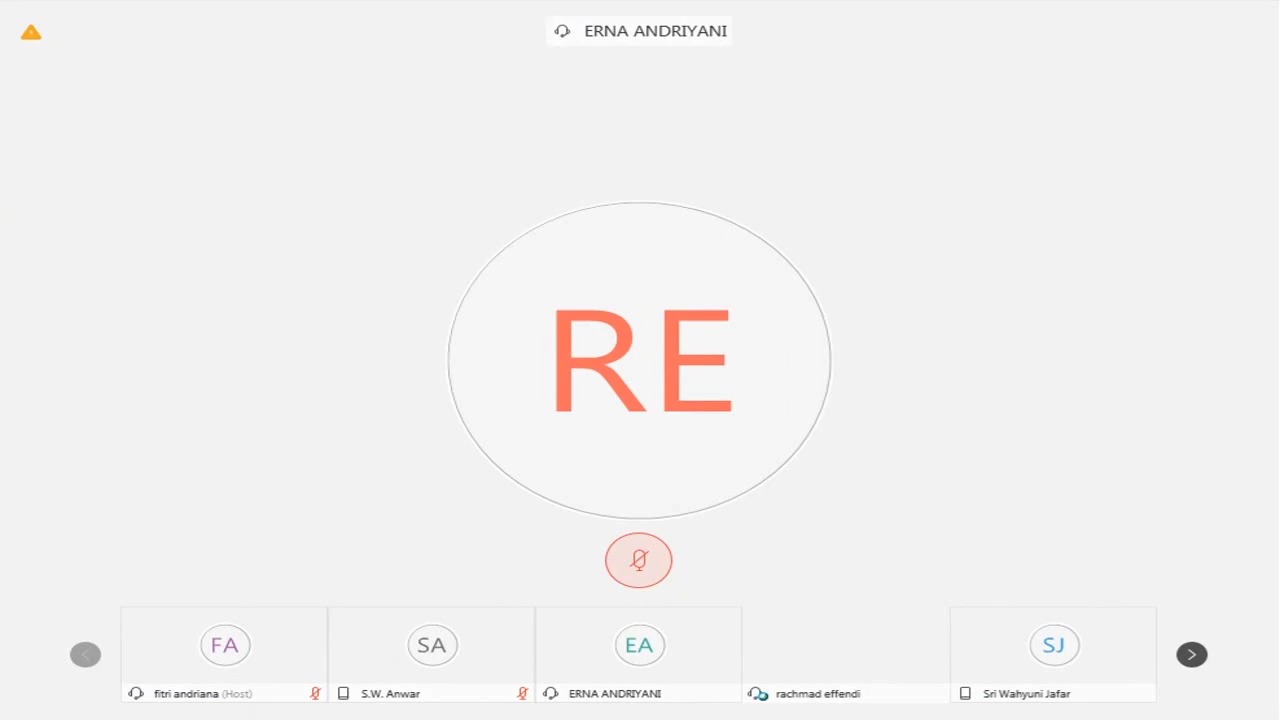 ERNA ANDRIYANI
RE
FA
SA
EA
SJ
fitri andriana (Host)
S.W. Anwar
ERNA ANDRIYANI
rachmad effendi
Sri Wahyuni Jafar